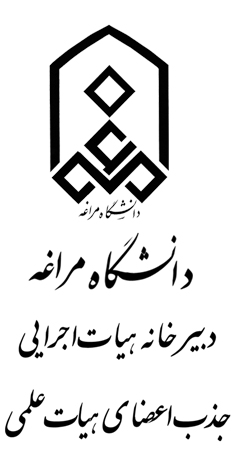 دانشگاه مراغه
دانشگاه مراغه
دبیرخانه هیات اجرایی
جذب اعضای هیات علمی